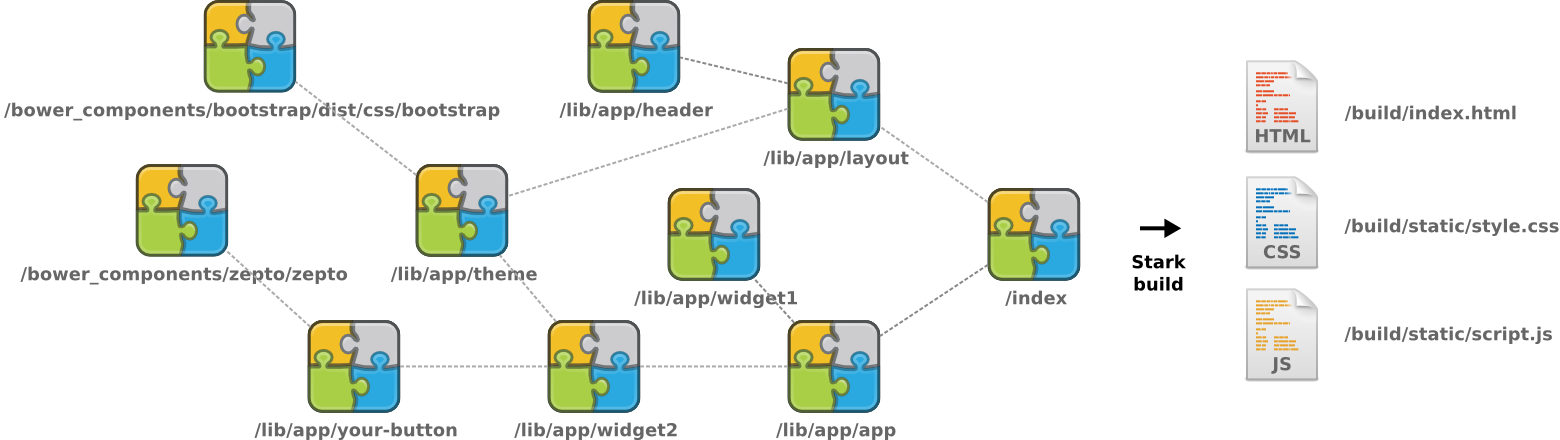 /bower_components/bootstrap/dist/css/bootstrap
/lib/app/header
/lib/app/layout
/bower_components/zepto/zepto
/lib/app/theme
/lib/app/widget1
/index
/lib/app/your-button
/lib/app/widget2
/lib/app/app
Stark
build
HTML
/build/index.html
CSS
/build/static/style.css
JS
/build/static/script.js